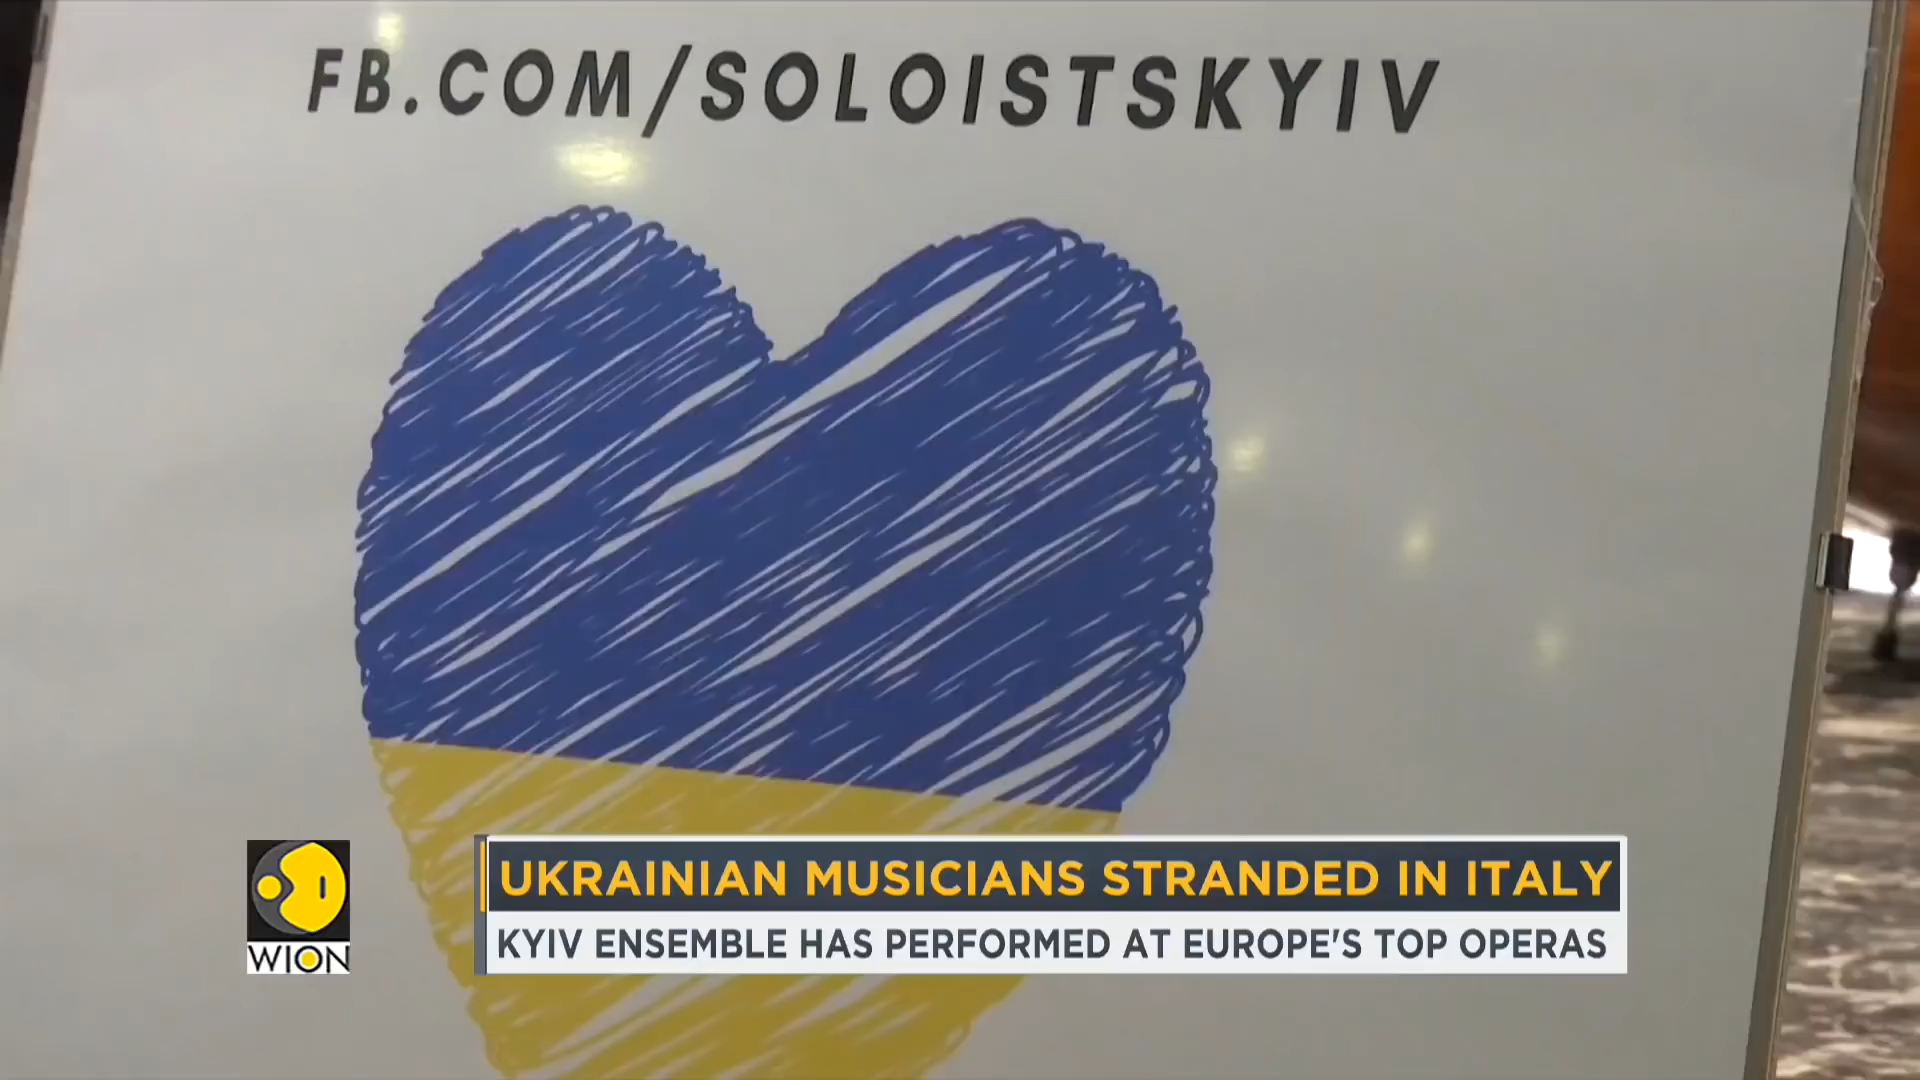 FB.COM/SOLOISTSKYIV
UKRAINIAN MUSICIANS STRANDED IN ITALY
KYIV ENSEMBLE HAS PERFORMED AT EUROPE'S TOP OPERAS
WION